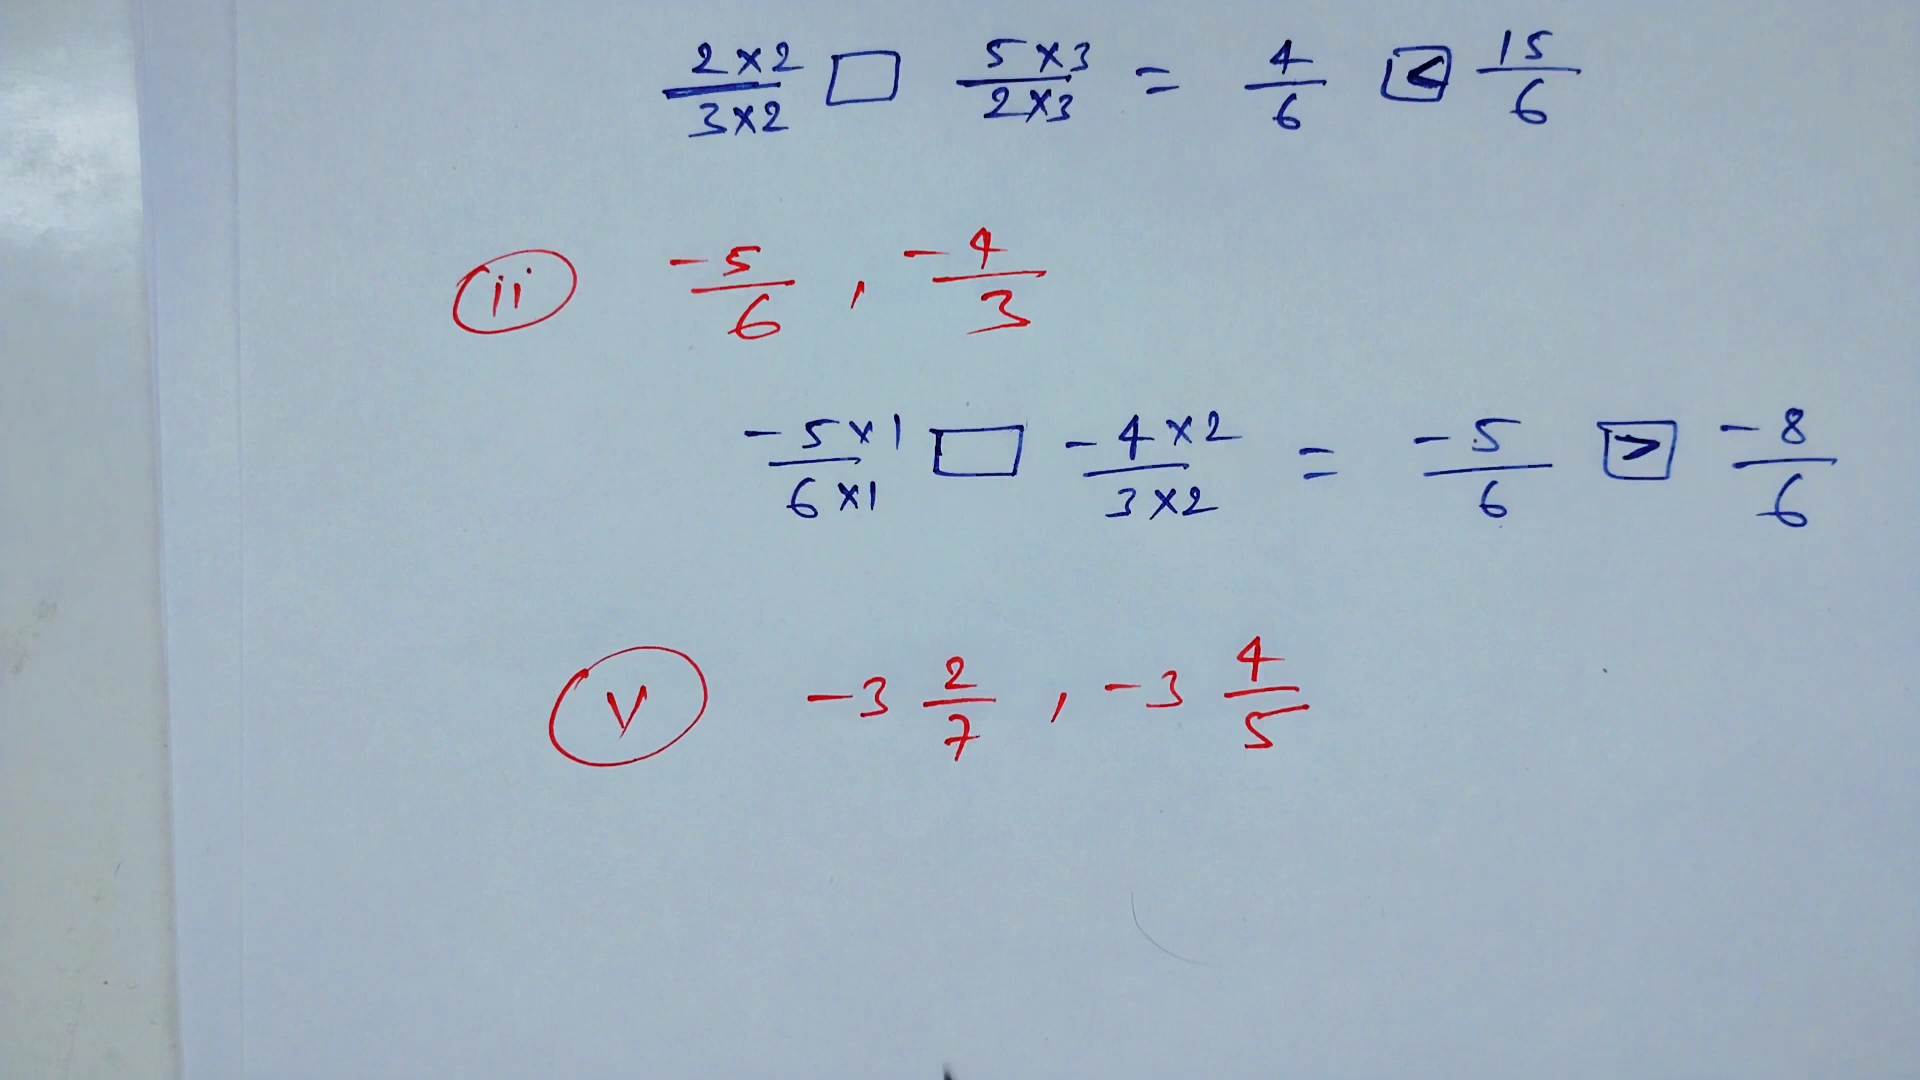 2×2/3×2 □ 5×3/2×3 = 4/6 < 15/6
ii -5/6 , -4/3
-5×1/6×1 □ -4×2/3×2 = -5/6 > -8/6
V -3 2/7 , -3 4/5